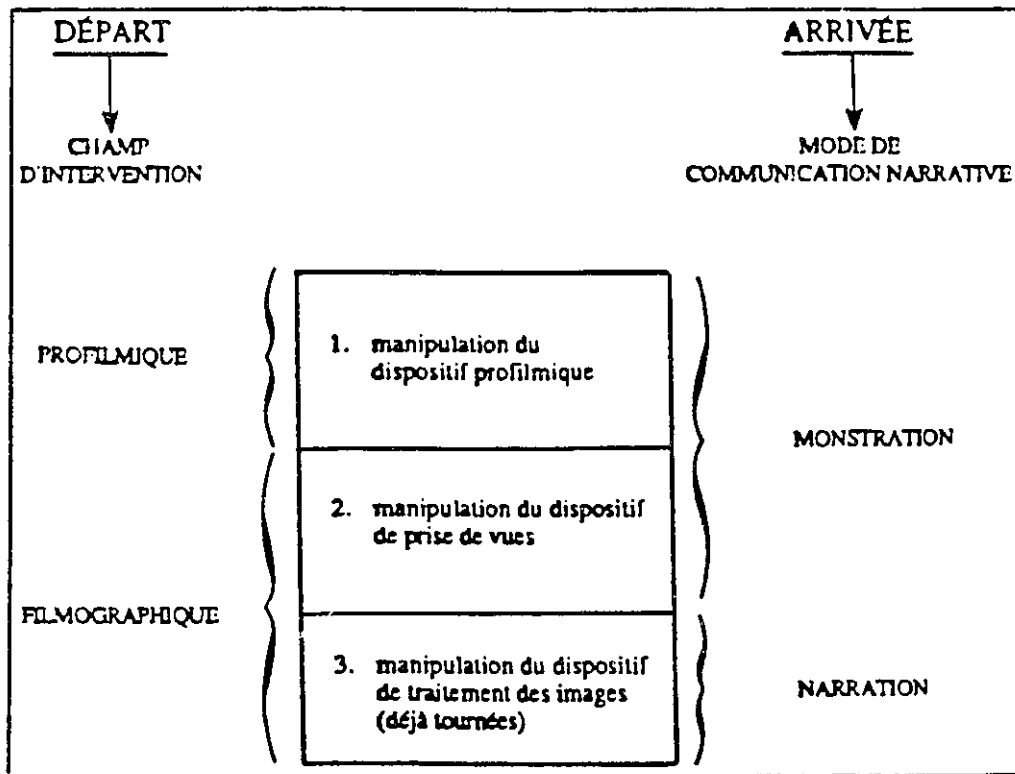 DÉPART
ARRIVÉE
CHAMP
D'INTERVENTION
MODE DE
COMMUNICATION NARRATIVE
PROFILMIQUE
1. manipulation du
dispositif profilmique
MONSTRATION
2. manipulation du dispositif
de prise de vues
FILMOGRAPHIQUE
3. manipulation du dispositif
de traitement des images
(déjà tournées)
NARRATION